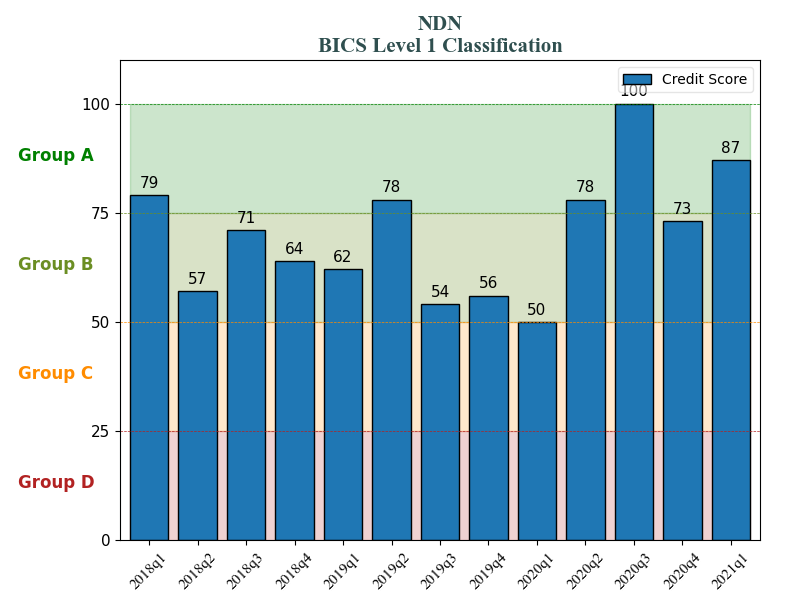 NDN
BICS Level 1 Classification
Credit Score
100
100
Group A
87
79
78
78
75
73
71
Group B
64
62
57
56
54
50
50
Group C
25
Group D
0
2018q1 2018q2 2018q3 2018q4 2019q1 2019q2 2019q3 2019q4 2020q1 2020q2 2020q3 2020q4 2021q1